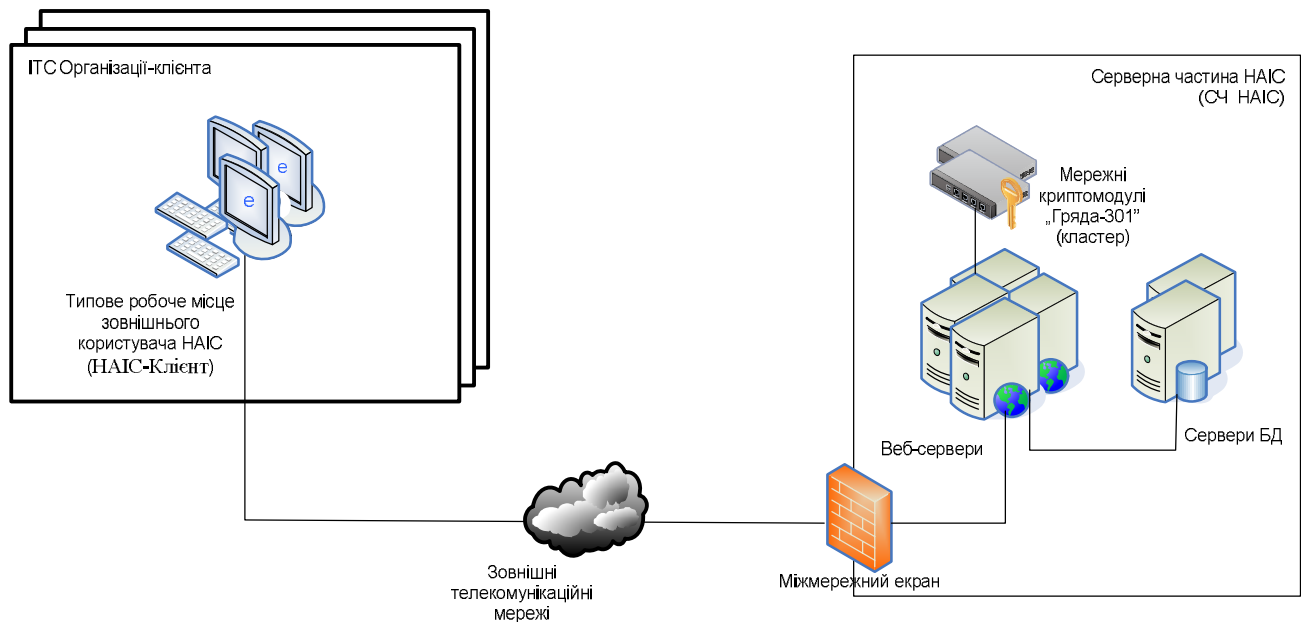 ІТС Організації-клієнта
e
e
Типове робоче місце
зовнішнього
користувача НАІС
(НАІС-Клієнт)
Серверна частина НАІС
(СЧ НАІС)
Мережні
криптомодулі
„Гряда-301”
(кластер)
Веб-сервери
Сервери БД
Зовнішні
телекомунікаційні
мережі
Міжмережний екран